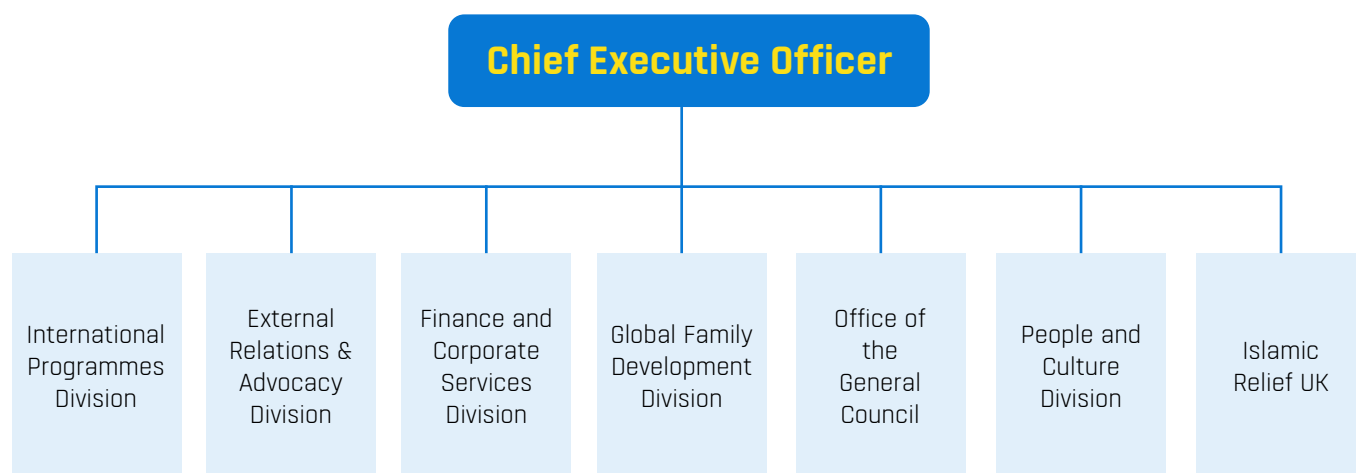 Chief Executive Officer
International
Programmes
Division
External
Relations &
Advocacy
Division
Finance and
Corporate
Services
Division
Global Family
Development
Division
Office of
the
General
Council
People and
Culture
Division
Islamic
Relief UK